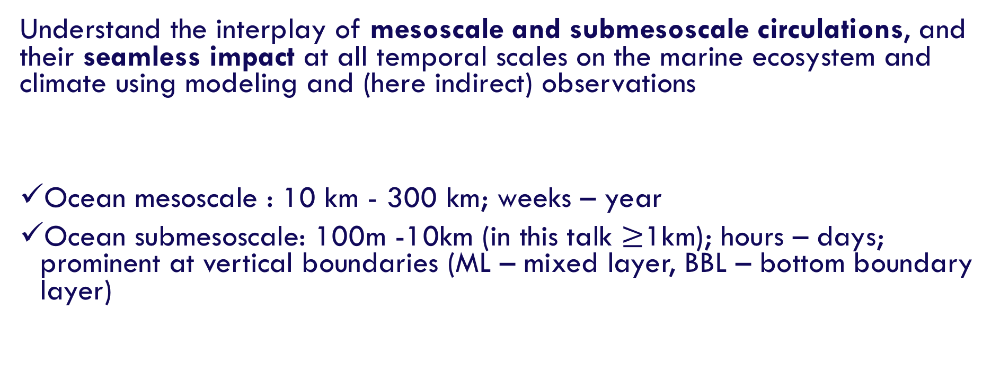 Understand the interplay of mesoscale and submesoscale circulations, and
their seamless impact at all temporal scales on the marine ecosystem and
climate using modeling and (here indirect) observations
✓Ocean mesoscale : 10 km - 300 km; weeks – year
✓Ocean submesoscale: 100m -10km (in this talk ≥1km); hours – days;
prominent at vertical boundaries (ML – mixed layer, BBL – bottom boundary
layer)